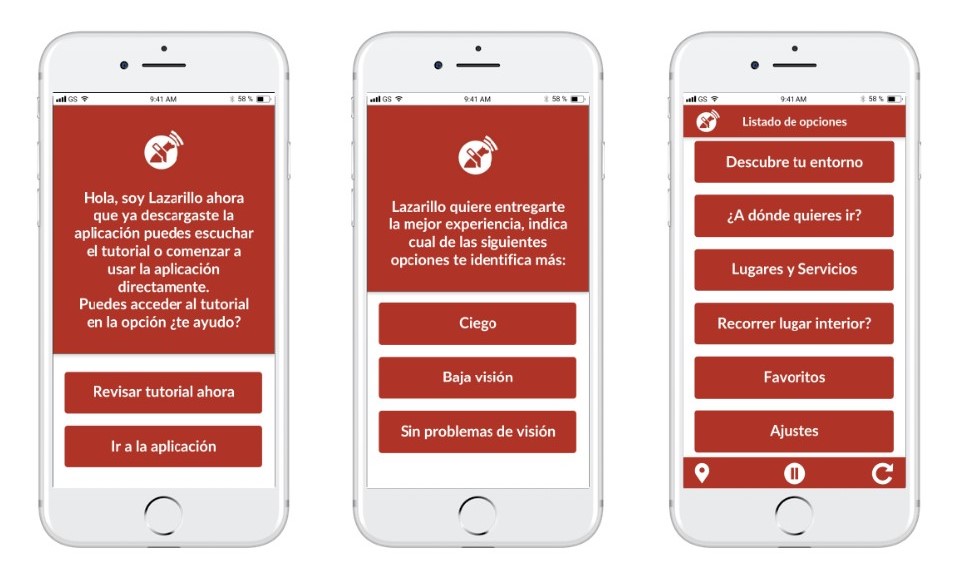 GS 9:41 AM 58 %
Hola, soy Lazarillo ahora
que ya descargaste la
aplicación puedes escuchar
el tutorial o comenzar a
usar la aplicación
directamente.
Puedes acceder al tutorial
en la opción ¿te ayudo?
Revisar tutorial ahora
Ir a la aplicación
GS 9:41 AM 58 %
Lazarillo quiere entregarte
la mejor experiencia, indica
cual de las siguientes
opciones te identifica más:
Ciego
Baja visión
Sin problemas de visión
GS 9:41 AM 58 %
Listado de opciones
Descubre tu entorno
¿A dónde quieres ir?
Lugares y Servicios
Recorrer lugar interior?
Favoritos
Ajustes